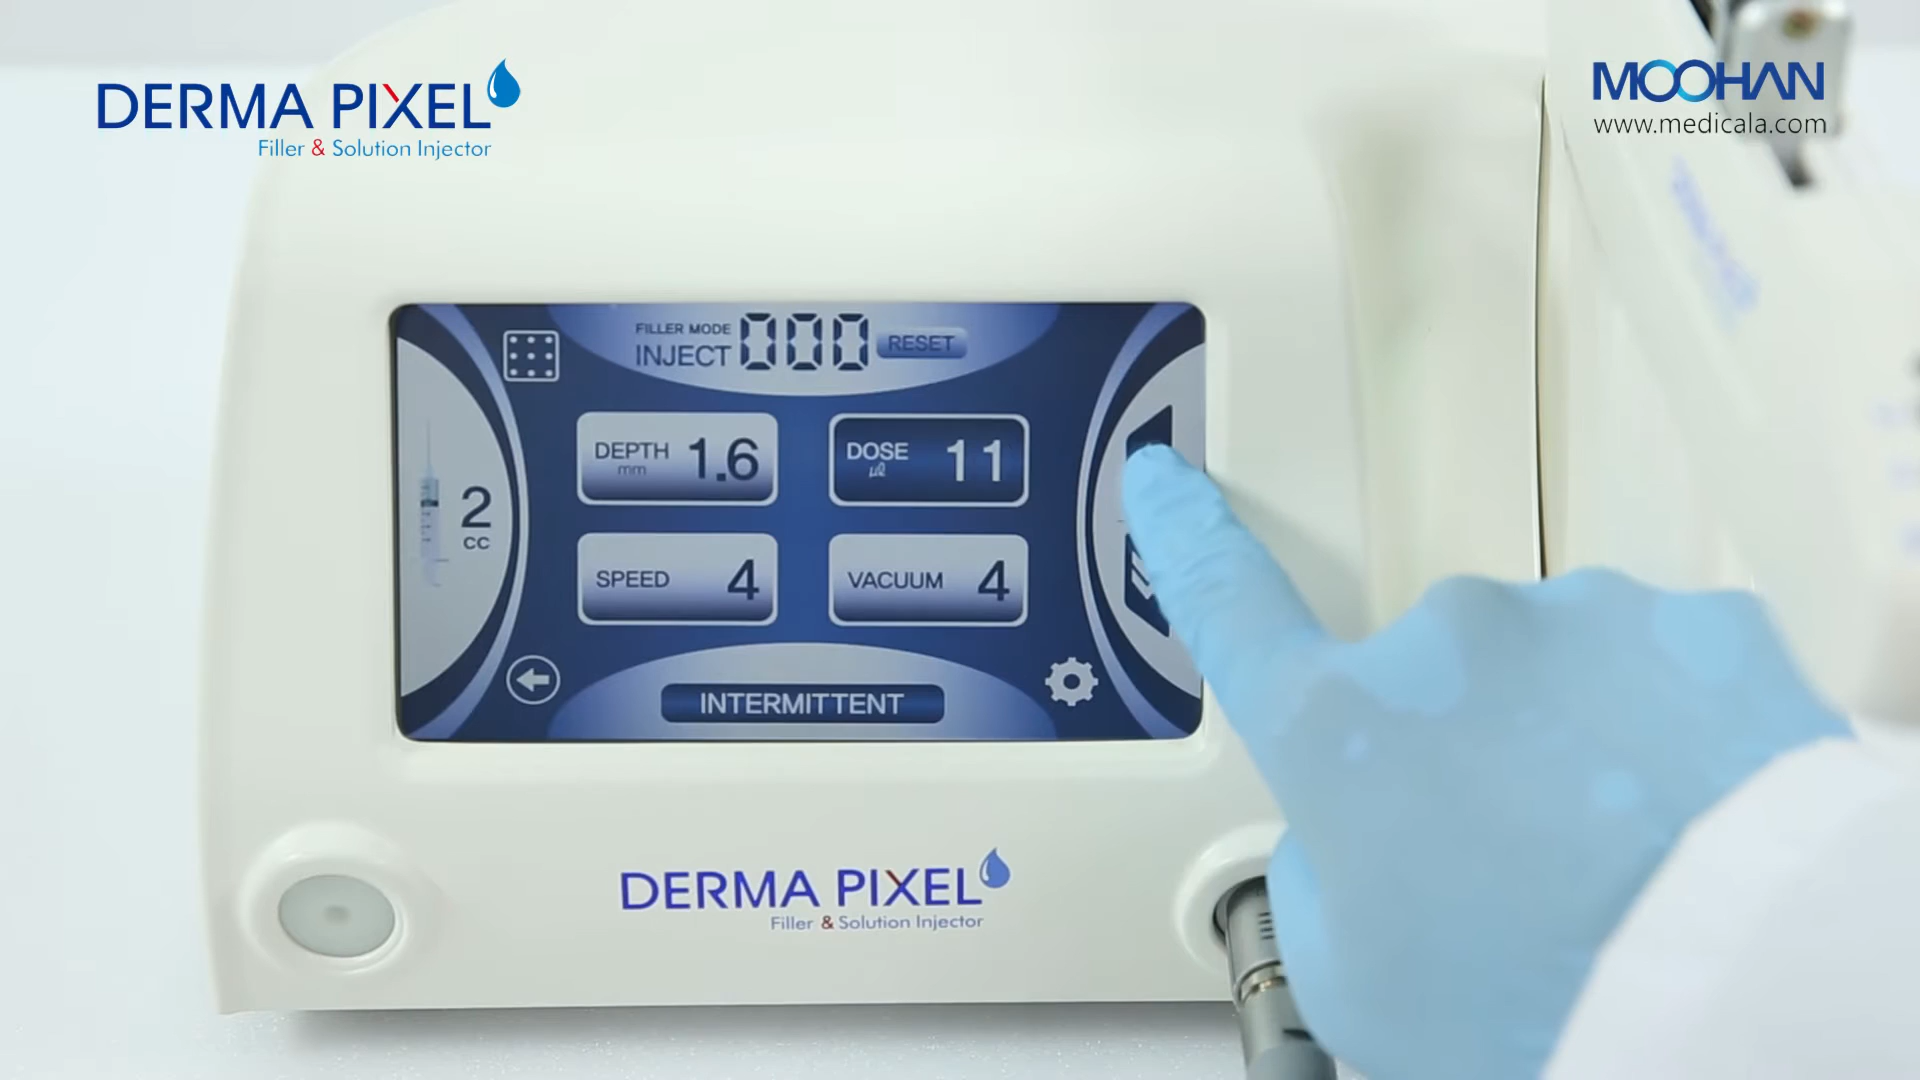 DERMA PIXEL
Filler & Solution Injector
MOOHAN
www.medicala.com
FILLER MODE
INJECT 000 RESET
DEPTH mm 1.6
DOSE µℓ 11
2 cc
SPEED 4
VACUUM 4
INTERMITTENT
DERMA PIXEL
Filler & Solution Injector